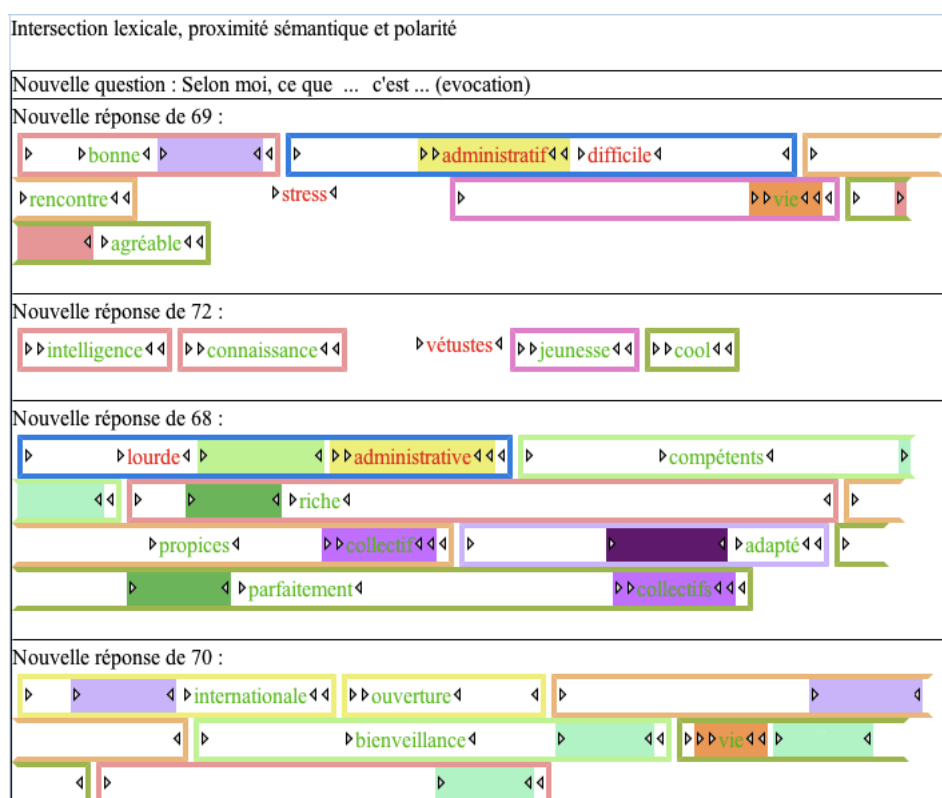 Intersection lexicale, proximité sémantique et polarité
Nouvelle question : Selon moi, ce que ... c'est ... (evocation)
Nouvelle réponse de 69 :
bonne administratif difficile
rencontre stress vie
agréable
Nouvelle réponse de 72 :
intelligence connaissance vétustes jeunesse cool
Nouvelle réponse de 68 :
lourde administrative compétents
riche
propices collectif adapté
parfaitement collectifs
Nouvelle réponse de 70 :
internationale ouverture
bienveillance vie